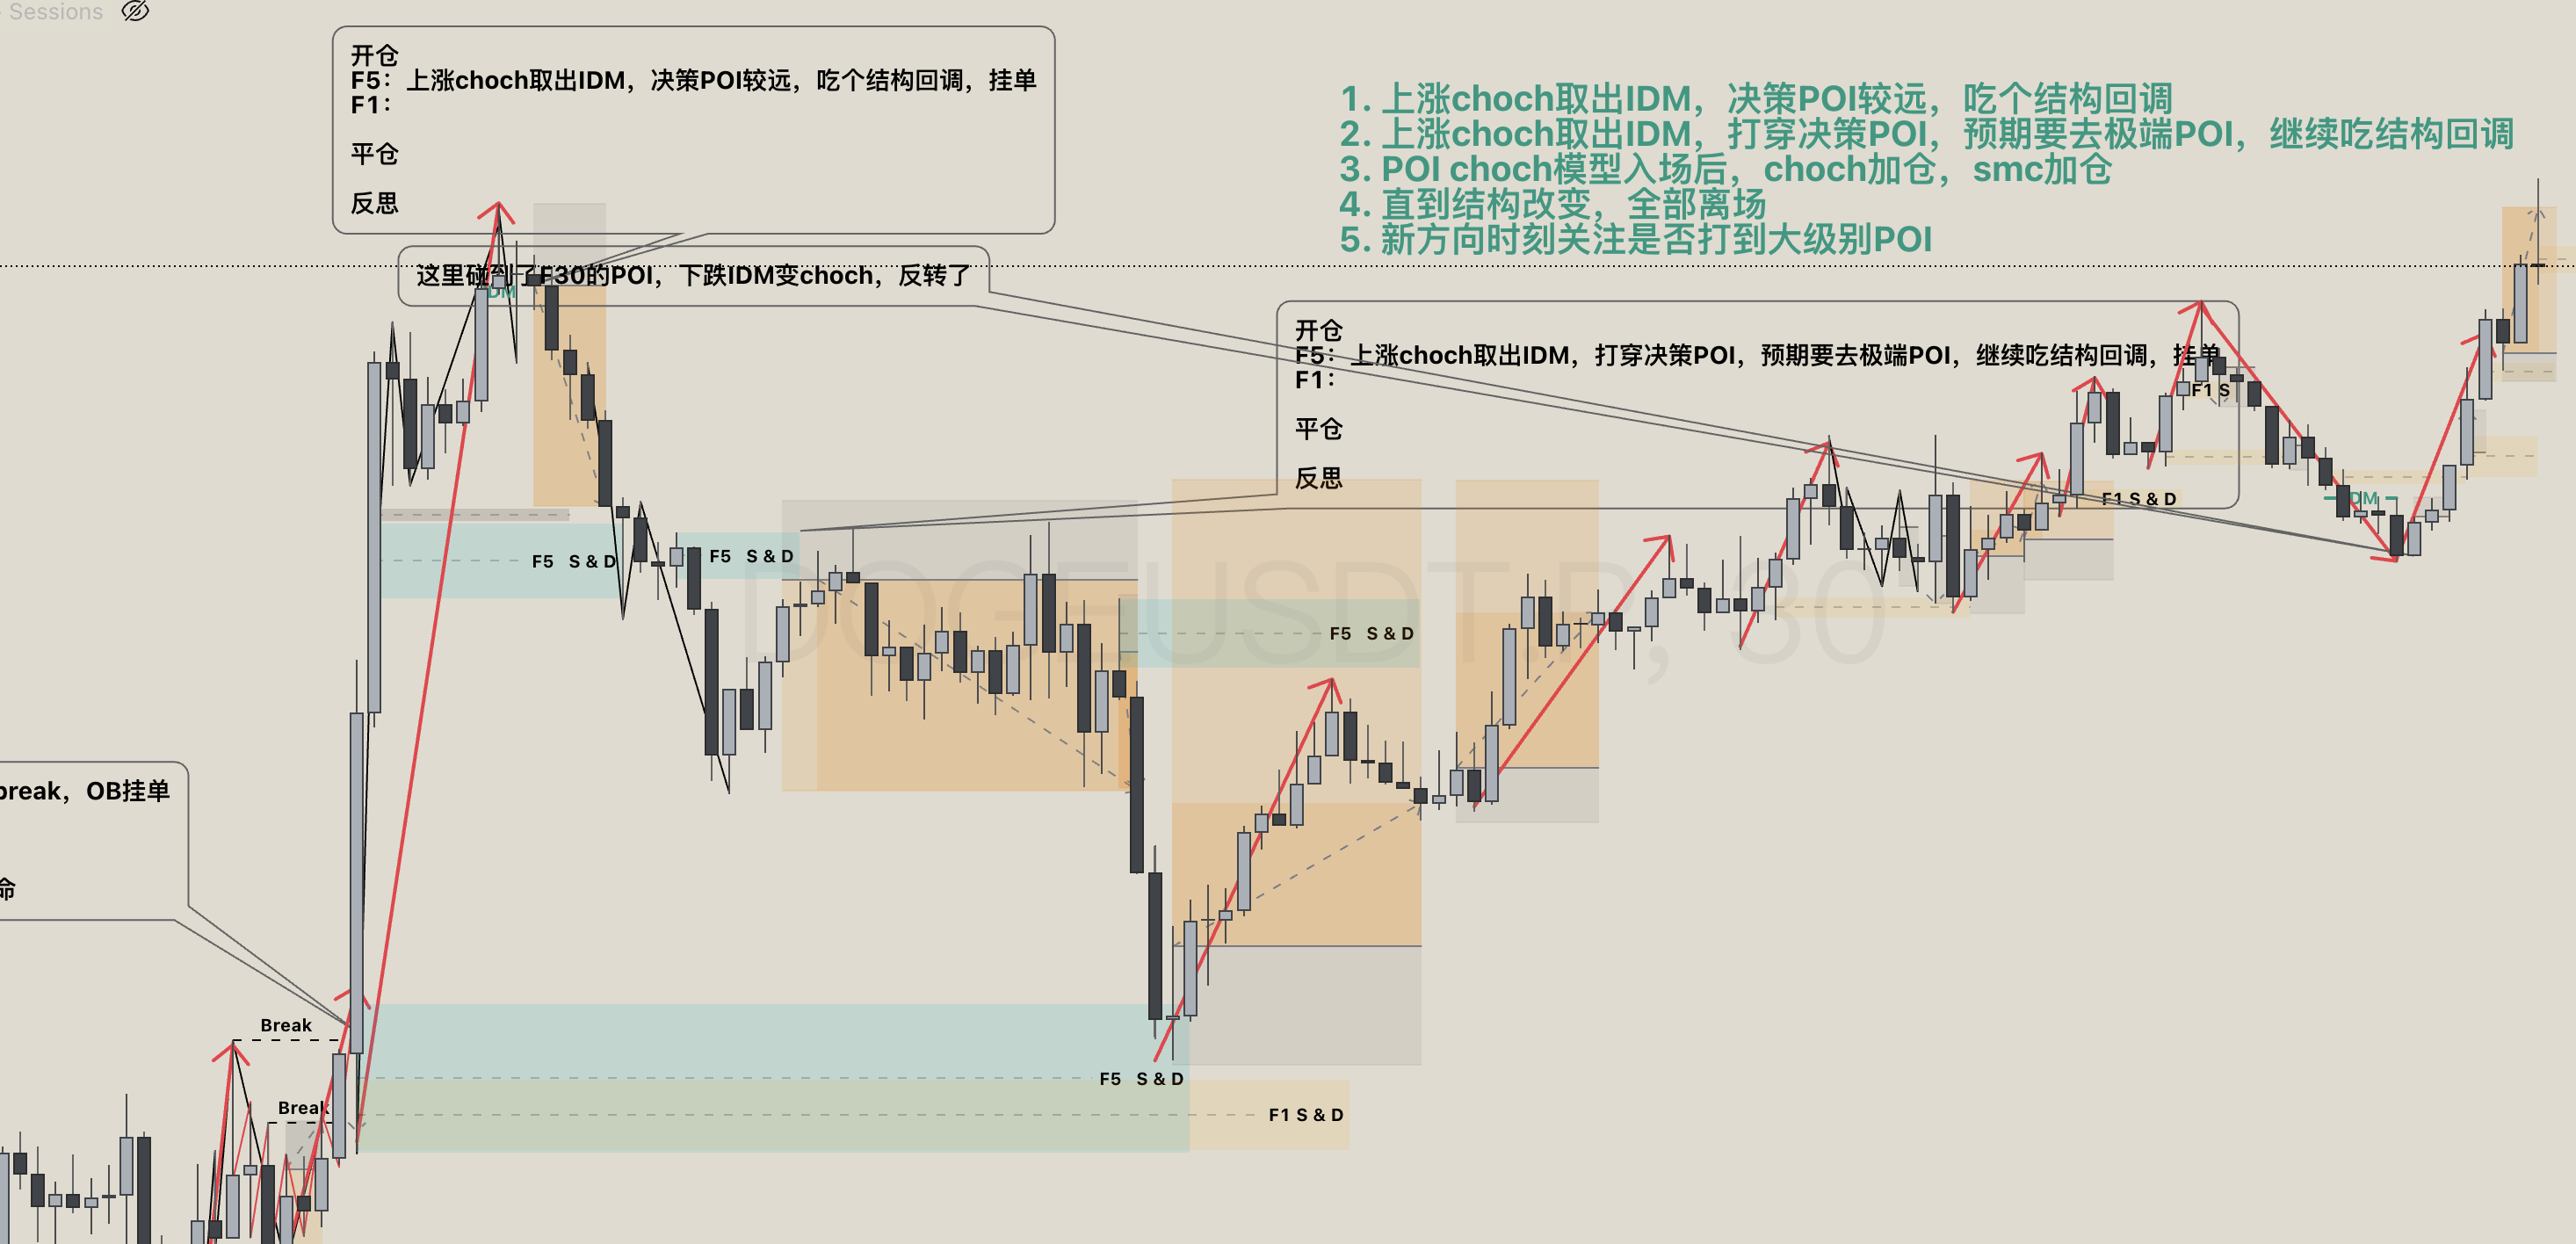 Sessions
开仓
F5：上涨choch取出IDM，决策POI较远，吃个结构回调，挂单
F1：
平仓
反思
1. 上涨choch取出IDM，决策POI较远，吃个结构回调
2. 上涨choch取出IDM，打穿决策POI，预期要去极端POI，继续吃结构回调
3. POI choch模型入场后，choch加仓，smc加仓
4. 直到结构改变，全部离场
5. 新方向时刻关注是否打到大级别POI
这里碰到了F30的POI，下跌IDM变choch，反转了
IDM
开仓
F5：上涨choch取出IDM，打穿决策POI，预期要去极端POI，继续吃结构回调，挂单
F1：
平仓
反思
F1 S
F1 S & D
IDM
F5 S & D
F5 S & D
F5 S & D
DOGEUSDT.P, 30
break，OB挂单
命
Break
Break
F5 S & D
F1 S & D